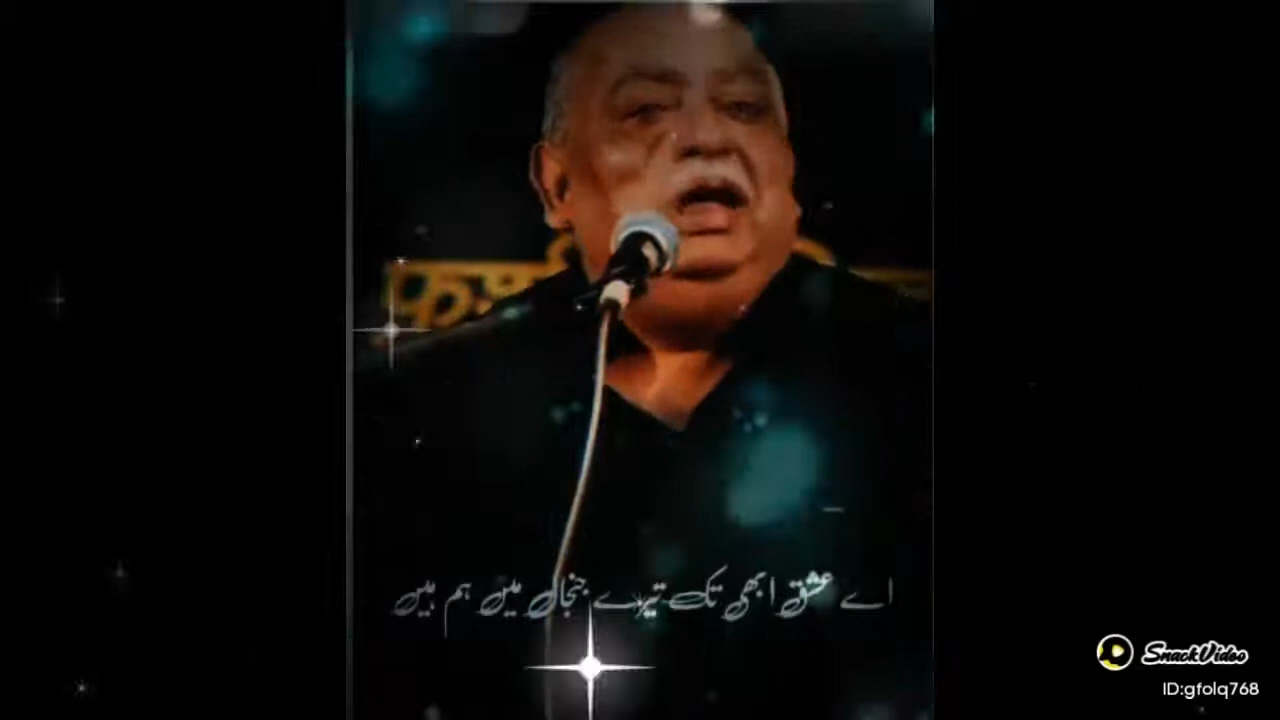 اے عشق ابھی تک تیرے جنجال میں ہم ہیں
SnackVideo
ID:gfolq768